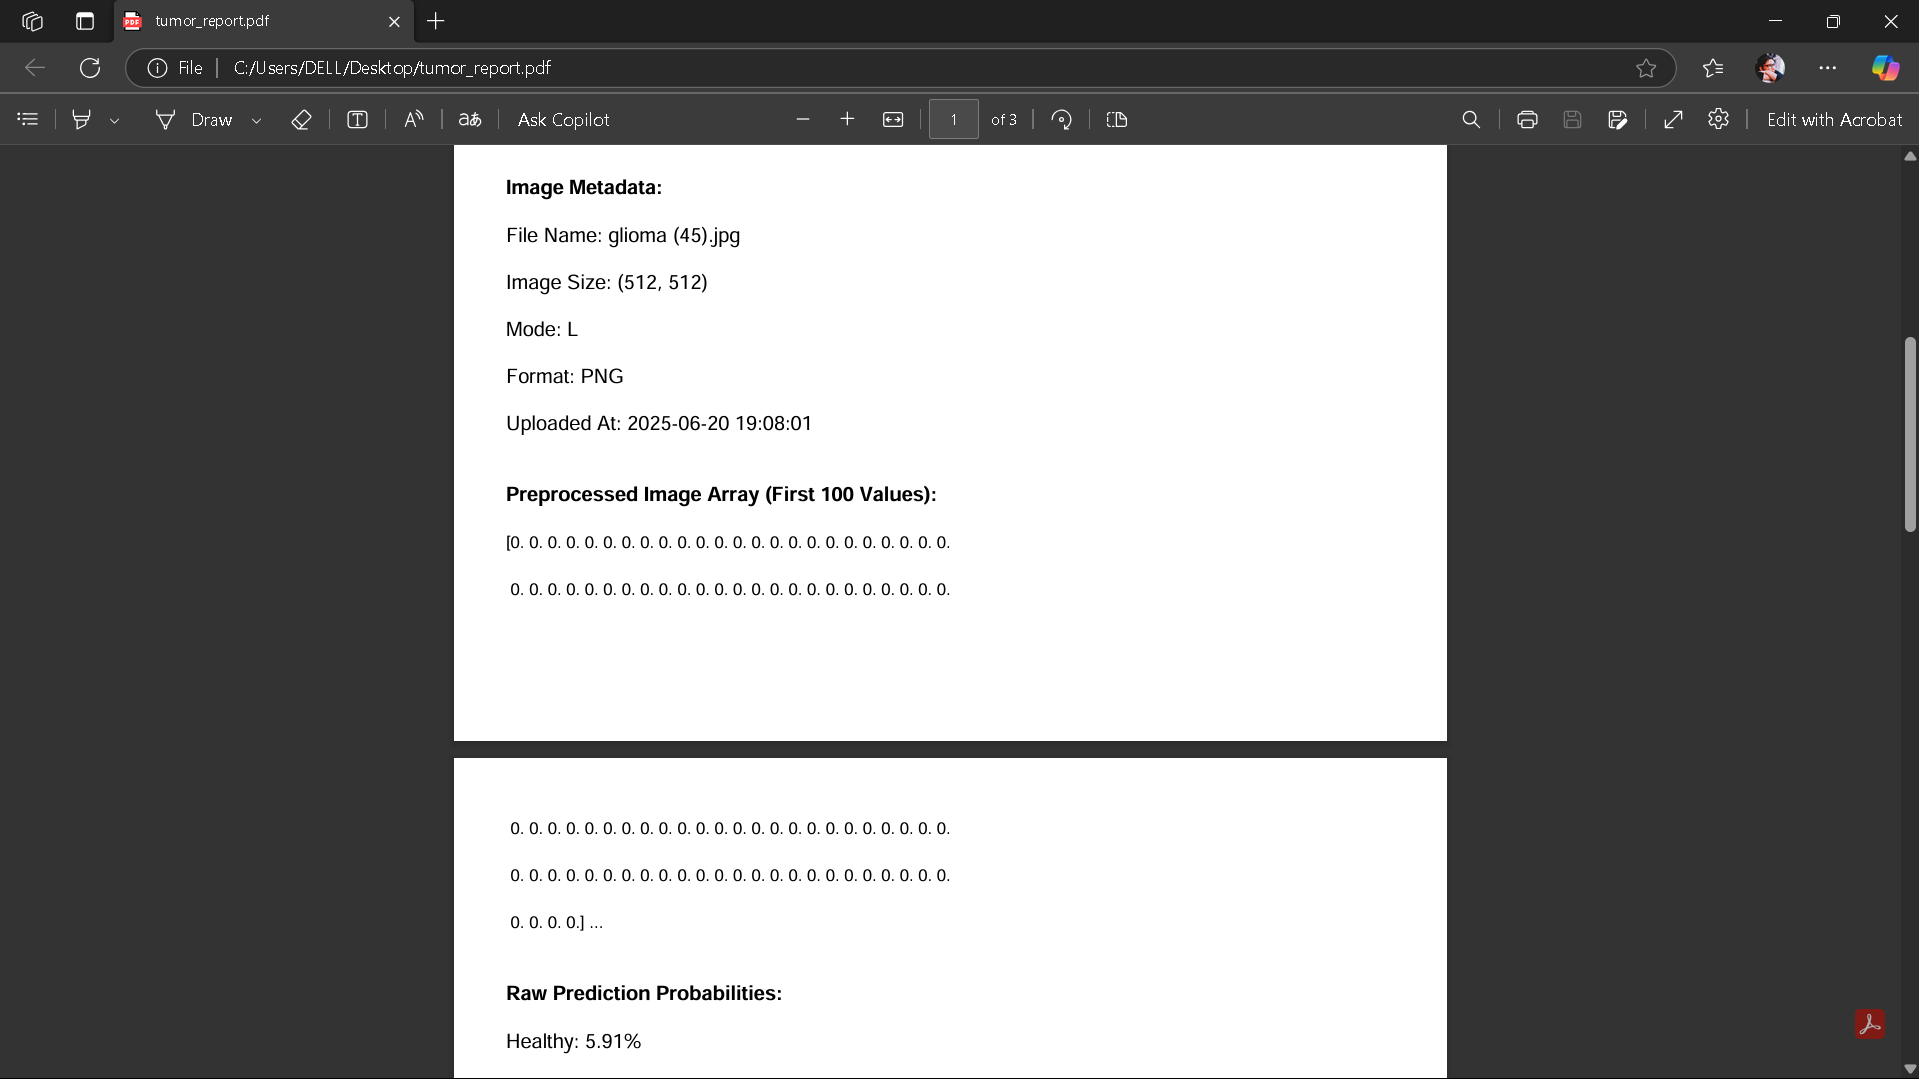 tumor_report.pdf
File
C:/Users/DELL/Desktop/tumor_report.pdf
Draw
aあ
Ask Copilot
1 of 3
Edit with Acrobat
Image Metadata:
File Name: glioma (45).jpg
Image Size: (512, 512)
Mode: L
Format: PNG
Uploaded At: 2025-06-20 19:08:01
Preprocessed Image Array (First 100 Values):
[0. 0. 0. 0. 0. 0. 0. 0. 0. 0. 0. 0. 0. 0. 0. 0. 0. 0. 0. 0. 0. 0. 0. 0.
0. 0. 0. 0. 0. 0. 0. 0. 0. 0. 0. 0. 0. 0. 0. 0. 0. 0. 0. 0. 0. 0. 0. 0.
0. 0. 0. 0. 0. 0. 0. 0. 0. 0. 0. 0. 0. 0. 0. 0. 0. 0. 0. 0. 0. 0. 0. 0.
0. 0. 0. 0. 0. 0. 0. 0. 0. 0. 0. 0. 0. 0. 0. 0. 0. 0. 0. 0. 0. 0. 0. 0.
0. 0. 0. 0.] ...
Raw Prediction Probabilities:
Healthy: 5.91%